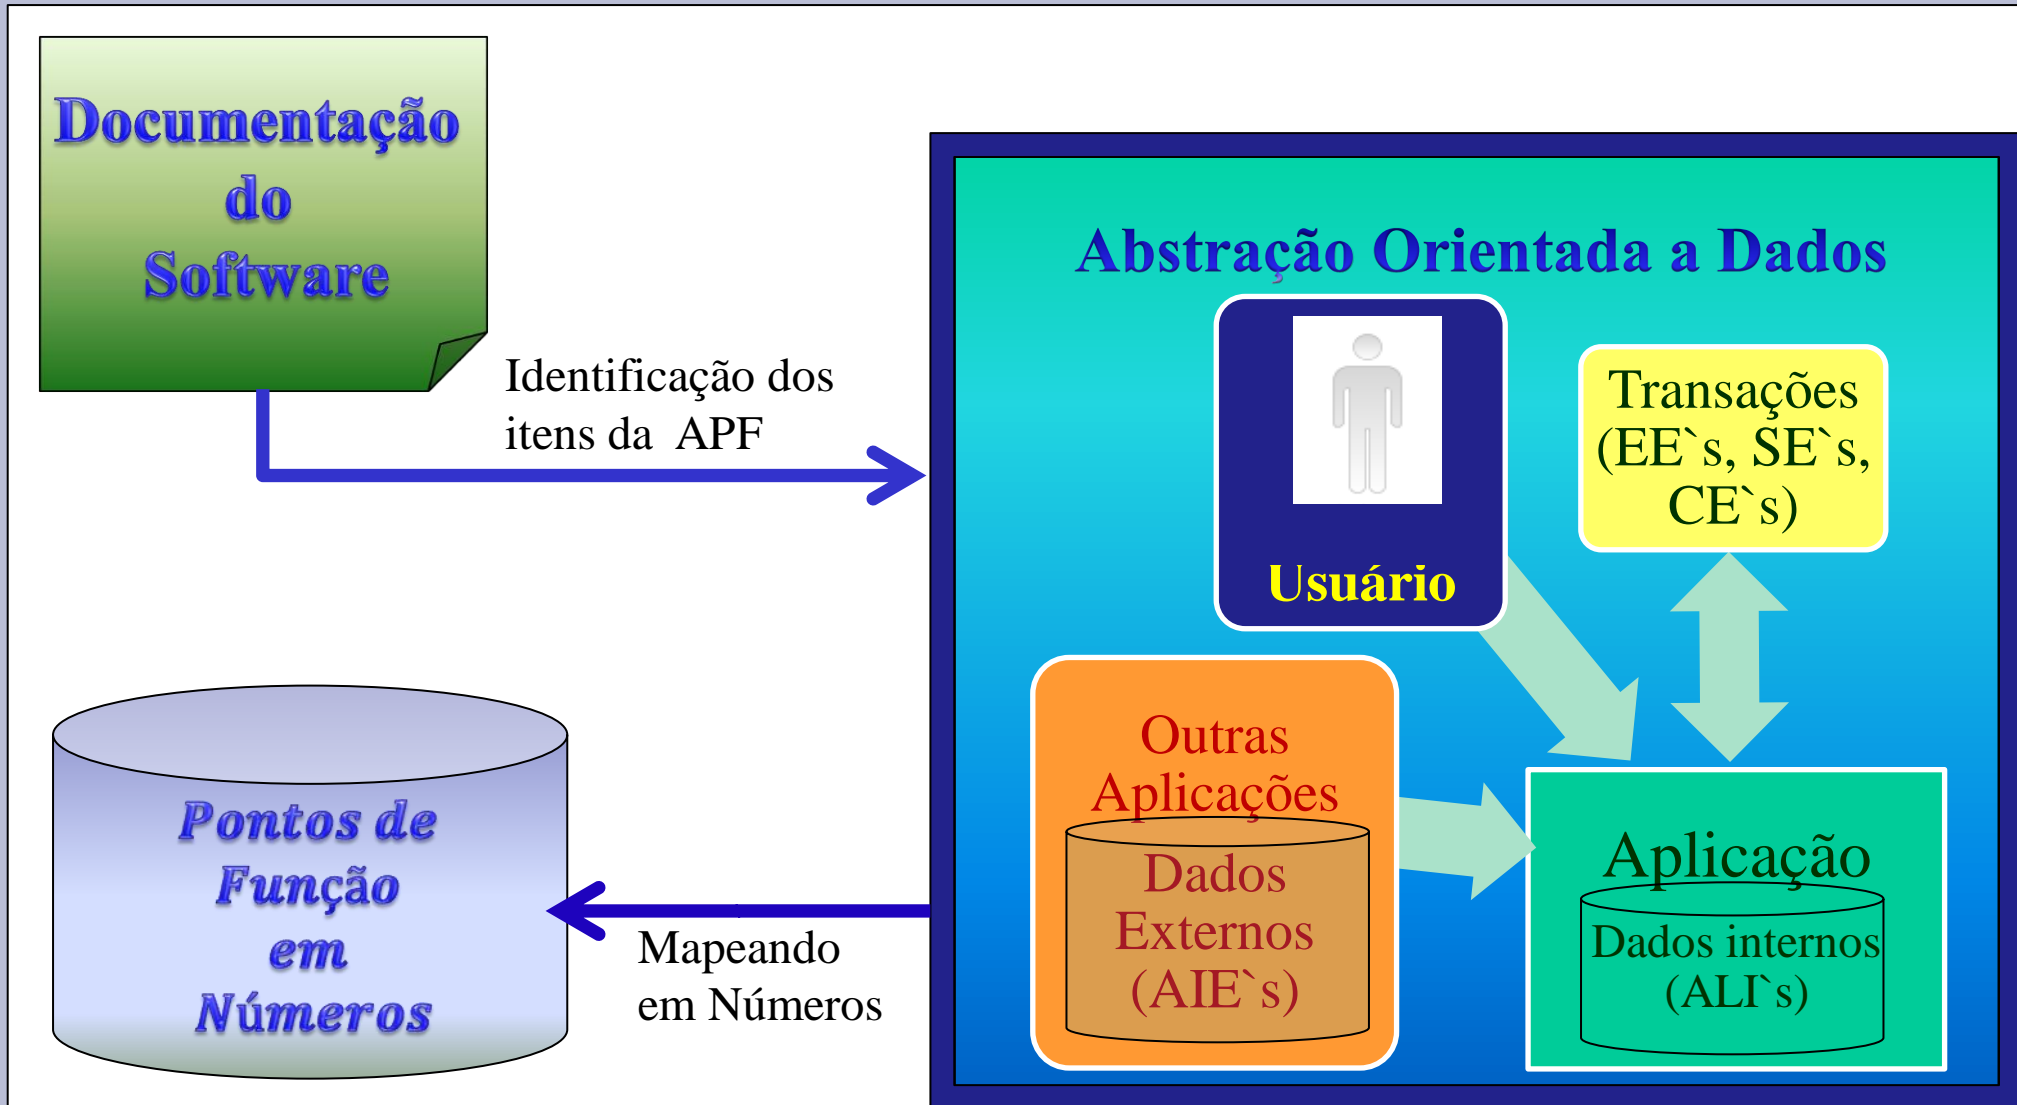 Documentação
do
Software
Identificação dos
itens da APF
Abstração Orientada a Dados
Usuário
Transações
(EE`s, SE`s,
CE`s)
Outras
Aplicações
Dados
Externos
(AIE`s)
Aplicação
Dados internos
(ALI`s)
Mapeando
em Números
Pontos de
Função
em
Números